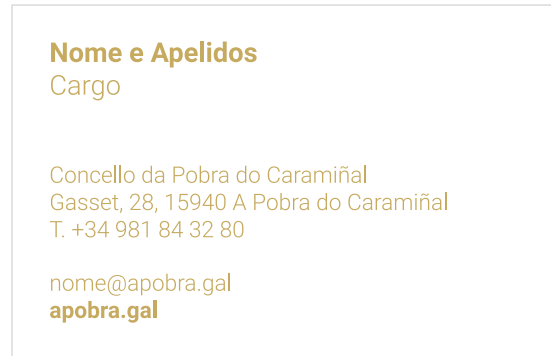 Nome e Apelidos
Cargo
Concello da Pobra do Caramiñal
Gasset, 28, 15940 A Pobra do Caramiñal
T. +34 981 84 32 80
nome@apobra.gal
apobra.gal